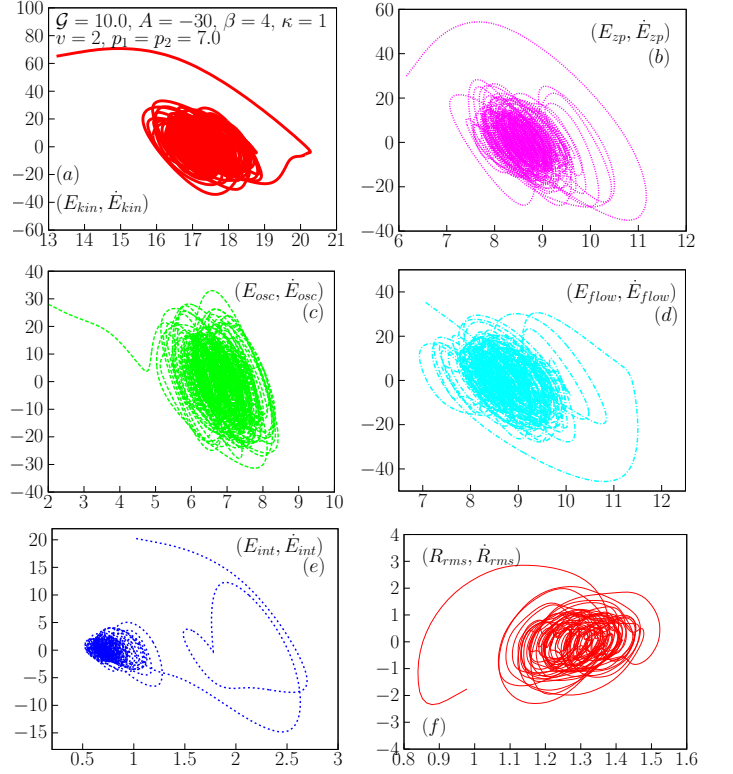 𝒢 = 10.0, A = −30, β = 4, κ = 1
v = 2, p₁ = p₂ = 7.0
100
80
60
40
20
0
−20
−40
−60
(a)
(E_kin, Ė_kin)
13 14 15 16 17 18 19 20 21
60
40
20
0
−20
−40
(E_zp, Ė_zp)
(b)
6 7 8 9 10 11 12
40
30
20
10
0
−10
−20
−30
−40
(E_osc, Ė_osc)
(c)
2 3 4 5 6 7 8 9 10
40
20
0
−20
−40
(E_flow, Ė_flow)
(d)
7 8 9 10 11 12
20
15
10
5
0
−5
−10
−15
(E_int, Ė_int)
(e)
0.5 1 1.5 2 2.5 3
4
3
2
1
0
−1
−2
−3
−4
(R_rms, Ṙ_rms)
(f)
0.8 0.9 1 1.1 1.2 1.3 1.4 1.5 1.6